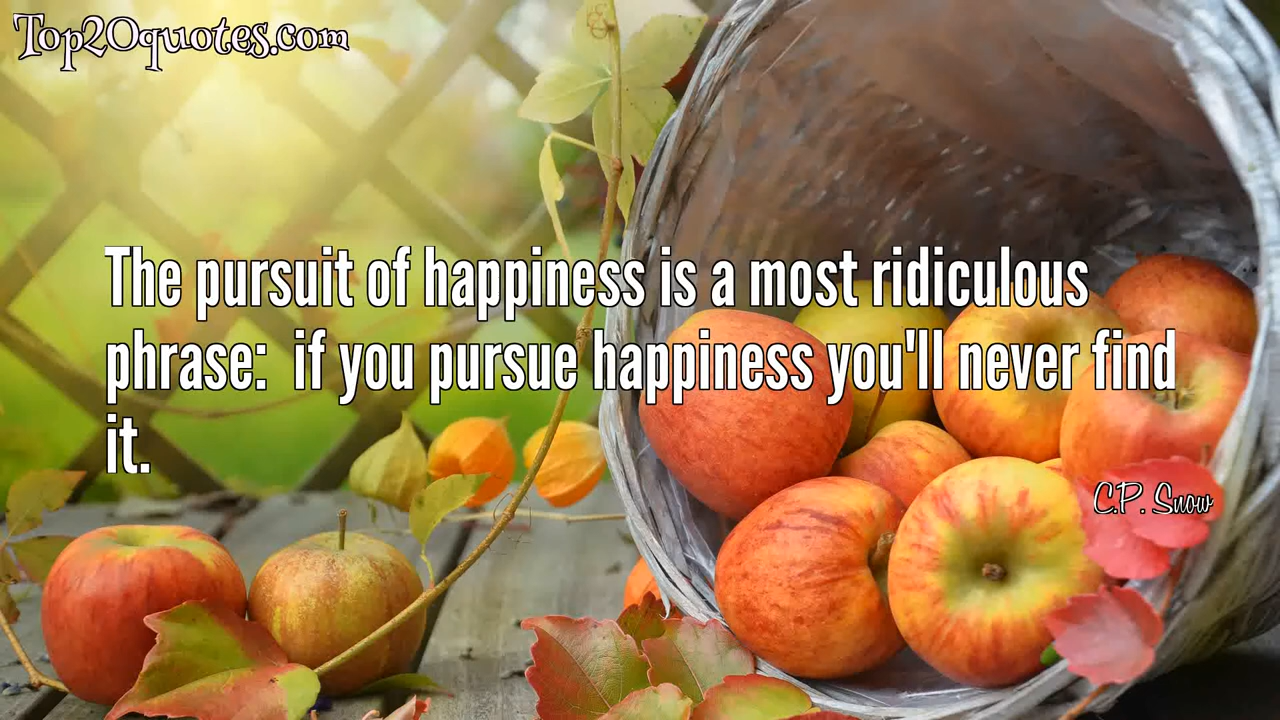 Top20quotes.com
The pursuit of happiness is a most ridiculous
phrase:  if you pursue happiness you'll never find
it.
C.P. Snow